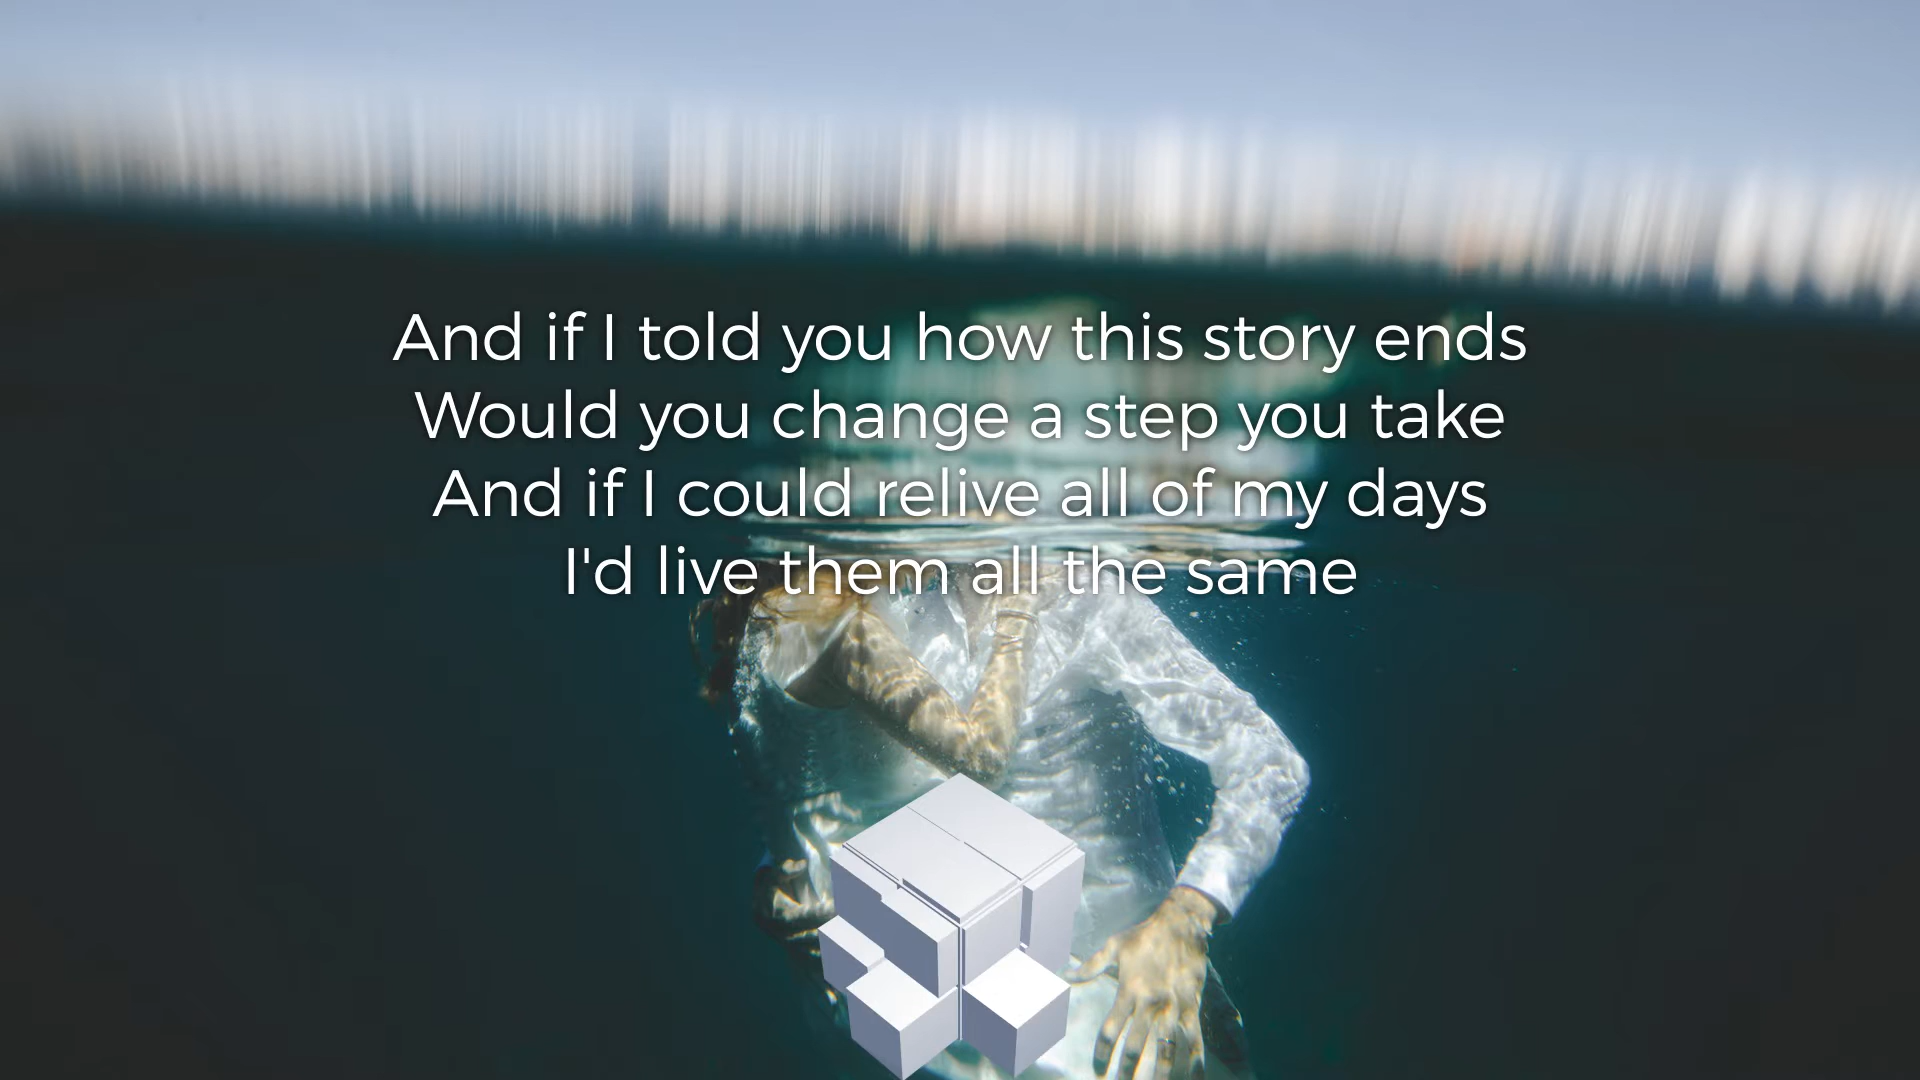 And if I told you how this story ends
Would you change a step you take
And if I could relive all of my days
I'd live them all the same